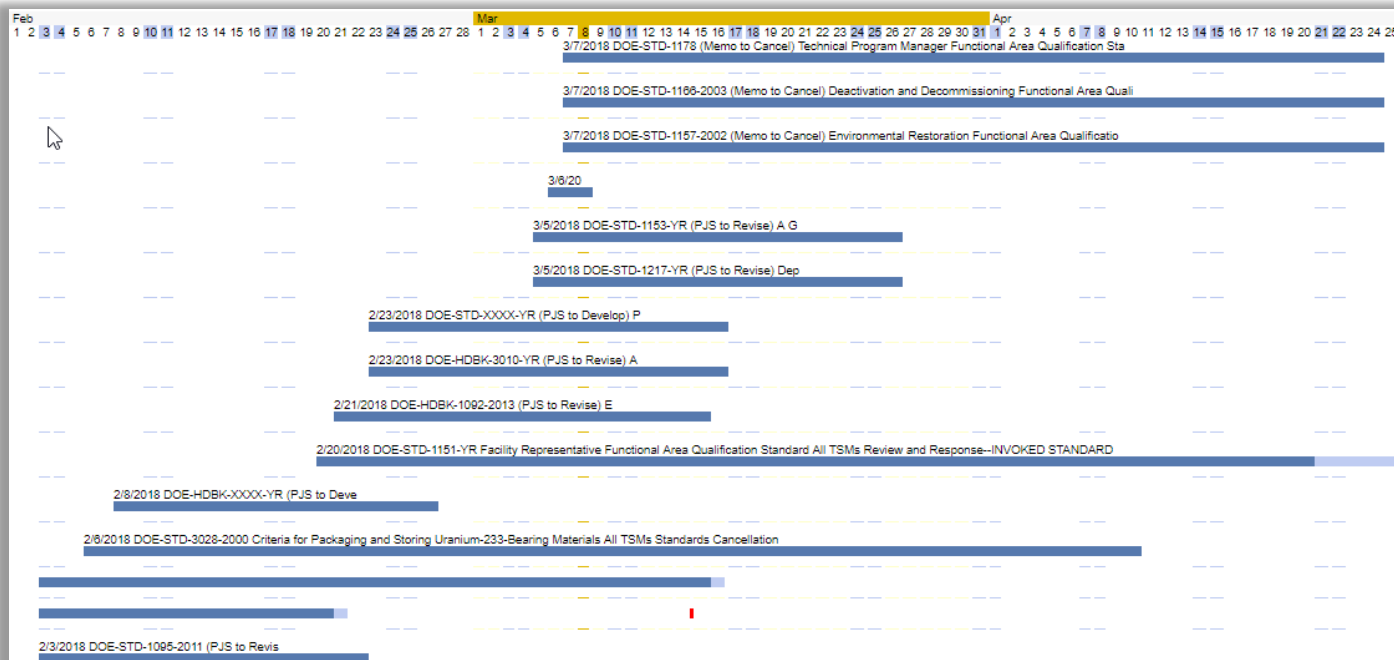 Feb Mar Apr
1 2 3 4 5 6 7 8 9 10 11 12 13 14 15 16 17 18 19 20 21 22 23 24 25 26 27 28 1 2 3 4 5 6 7 8 9 10 11 12 13 14 15 16 17 18 19 20 21 22 23 24 25 26 27 28 29 30 31 1 2 3 4 5 6 7 8 9 10 11 12 13 14 15 16 17 18 19 20 21 22 23 24 25
3/7/2018 DOE-STD-1178 (Memo to Cancel) Technical Program Manager Functional Area Qualification Sta
3/7/2018 DOE-STD-1166-2003 (Memo to Cancel) Deactivation and Decommissioning Functional Area Quali
3/7/2018 DOE-STD-1157-2002 (Memo to Cancel) Environmental Restoration Functional Area Qualificatio
3/6/20
3/5/2018 DOE-STD-1153-YR (PJS to Revise) A G
3/5/2018 DOE-STD-1217-YR (PJS to Revise) Dep
2/23/2018 DOE-STD-XXXX-YR (PJS to Develop) P
2/23/2018 DOE-HDBK-3010-YR (PJS to Revise) A
2/21/2018 DOE-HDBK-1092-2013 (PJS to Revise) E
2/20/2018 DOE-STD-1151-YR Facility Representative Functional Area Qualification Standard All TSMs Review and Response--INVOKED STANDARD
2/8/2018 DOE-HDBK-XXXX-YR (PJS to Deve
2/6/2018 DOE-STD-3028-2000 Criteria for Packaging and Storing Uranium-233-Bearing Materials All TSMs Standards Cancellation
2/3/2018 DOE-STD-1095-2011 (PJS to Revis